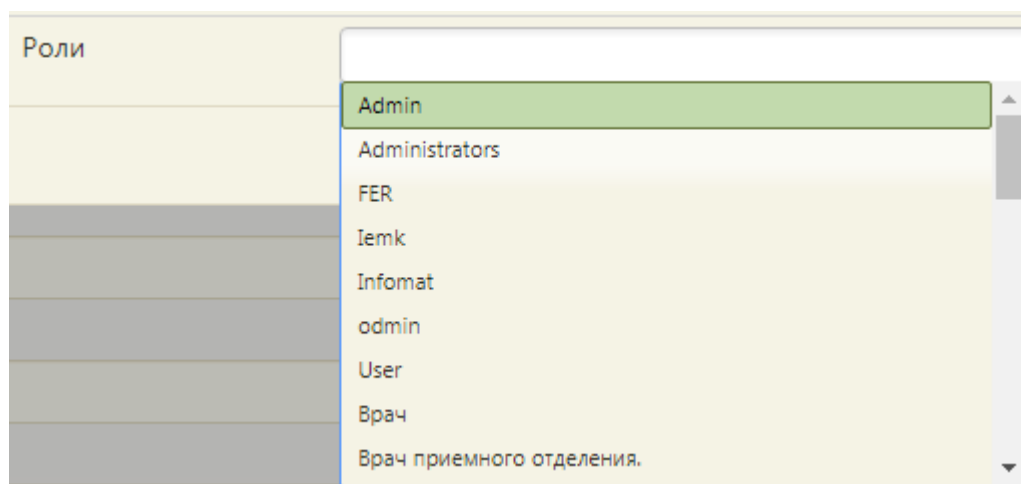 Роли
Admin
Administrators
FER
Iemk
Infomat
odmin
User
Врач
Врач приемного отделения.